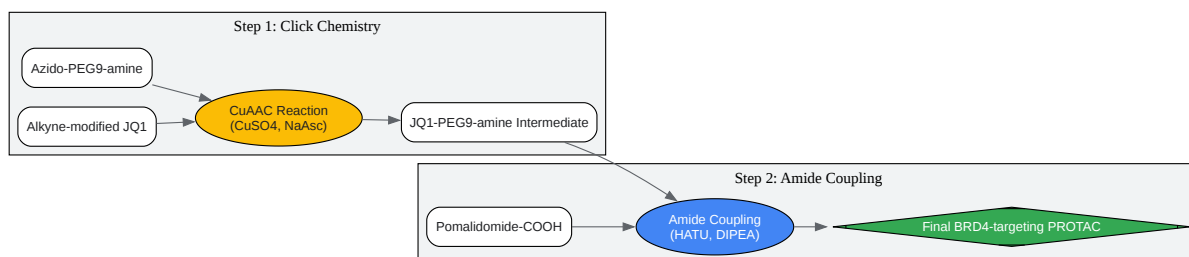 Step 1: Click Chemistry
Azido-PEG9-amine
Alkyne-modified JQ1
CuAAC Reaction
(CuSO4, NaAsc)
JQ1-PEG9-amine Intermediate
Step 2: Amide Coupling
Pomalidomide-COOH
Amide Coupling
(HATU, DIPEA)
Final BRD4-targeting PROTAC